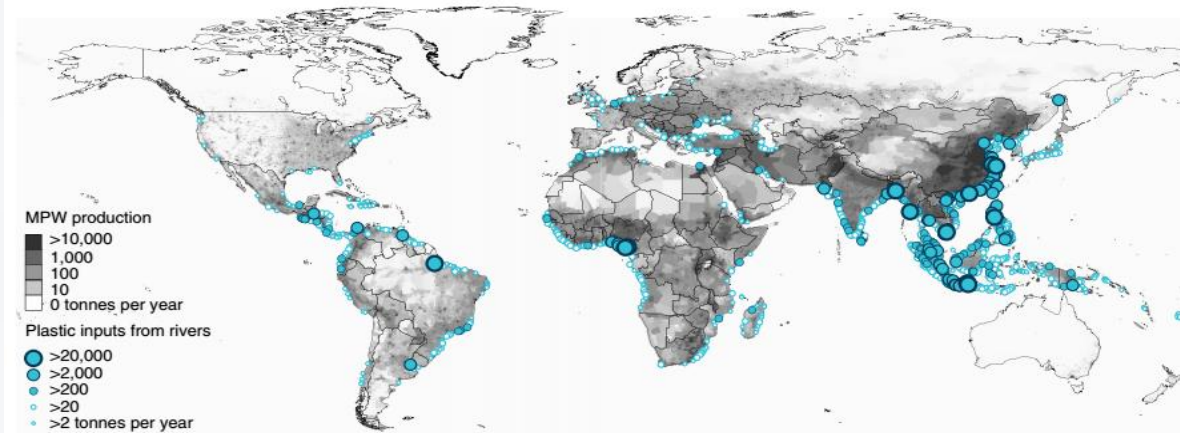 MPW production
>10,000
1,000
100
10
0 tonnes per year
Plastic inputs from rivers
>20,000
>2,000
>200
>20
>2 tonnes per year